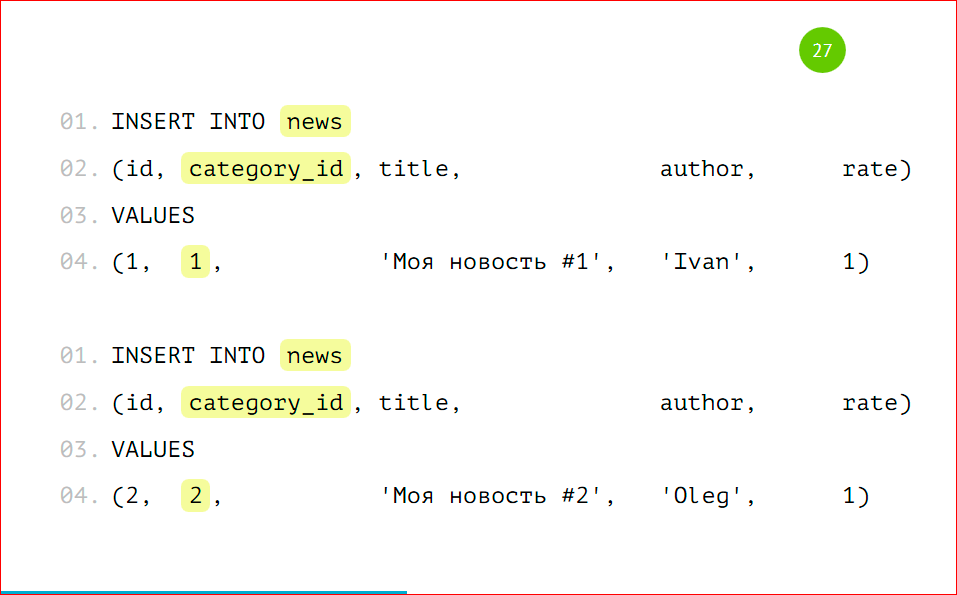 27
01. INSERT INTO news
02. (id, category_id, title, author, rate)
03. VALUES
04. (1, 1, 'Моя новость #1', 'Ivan', 1)
01. INSERT INTO news
02. (id, category_id, title, author, rate)
03. VALUES
04. (2, 2, 'Моя новость #2', 'Oleg', 1)